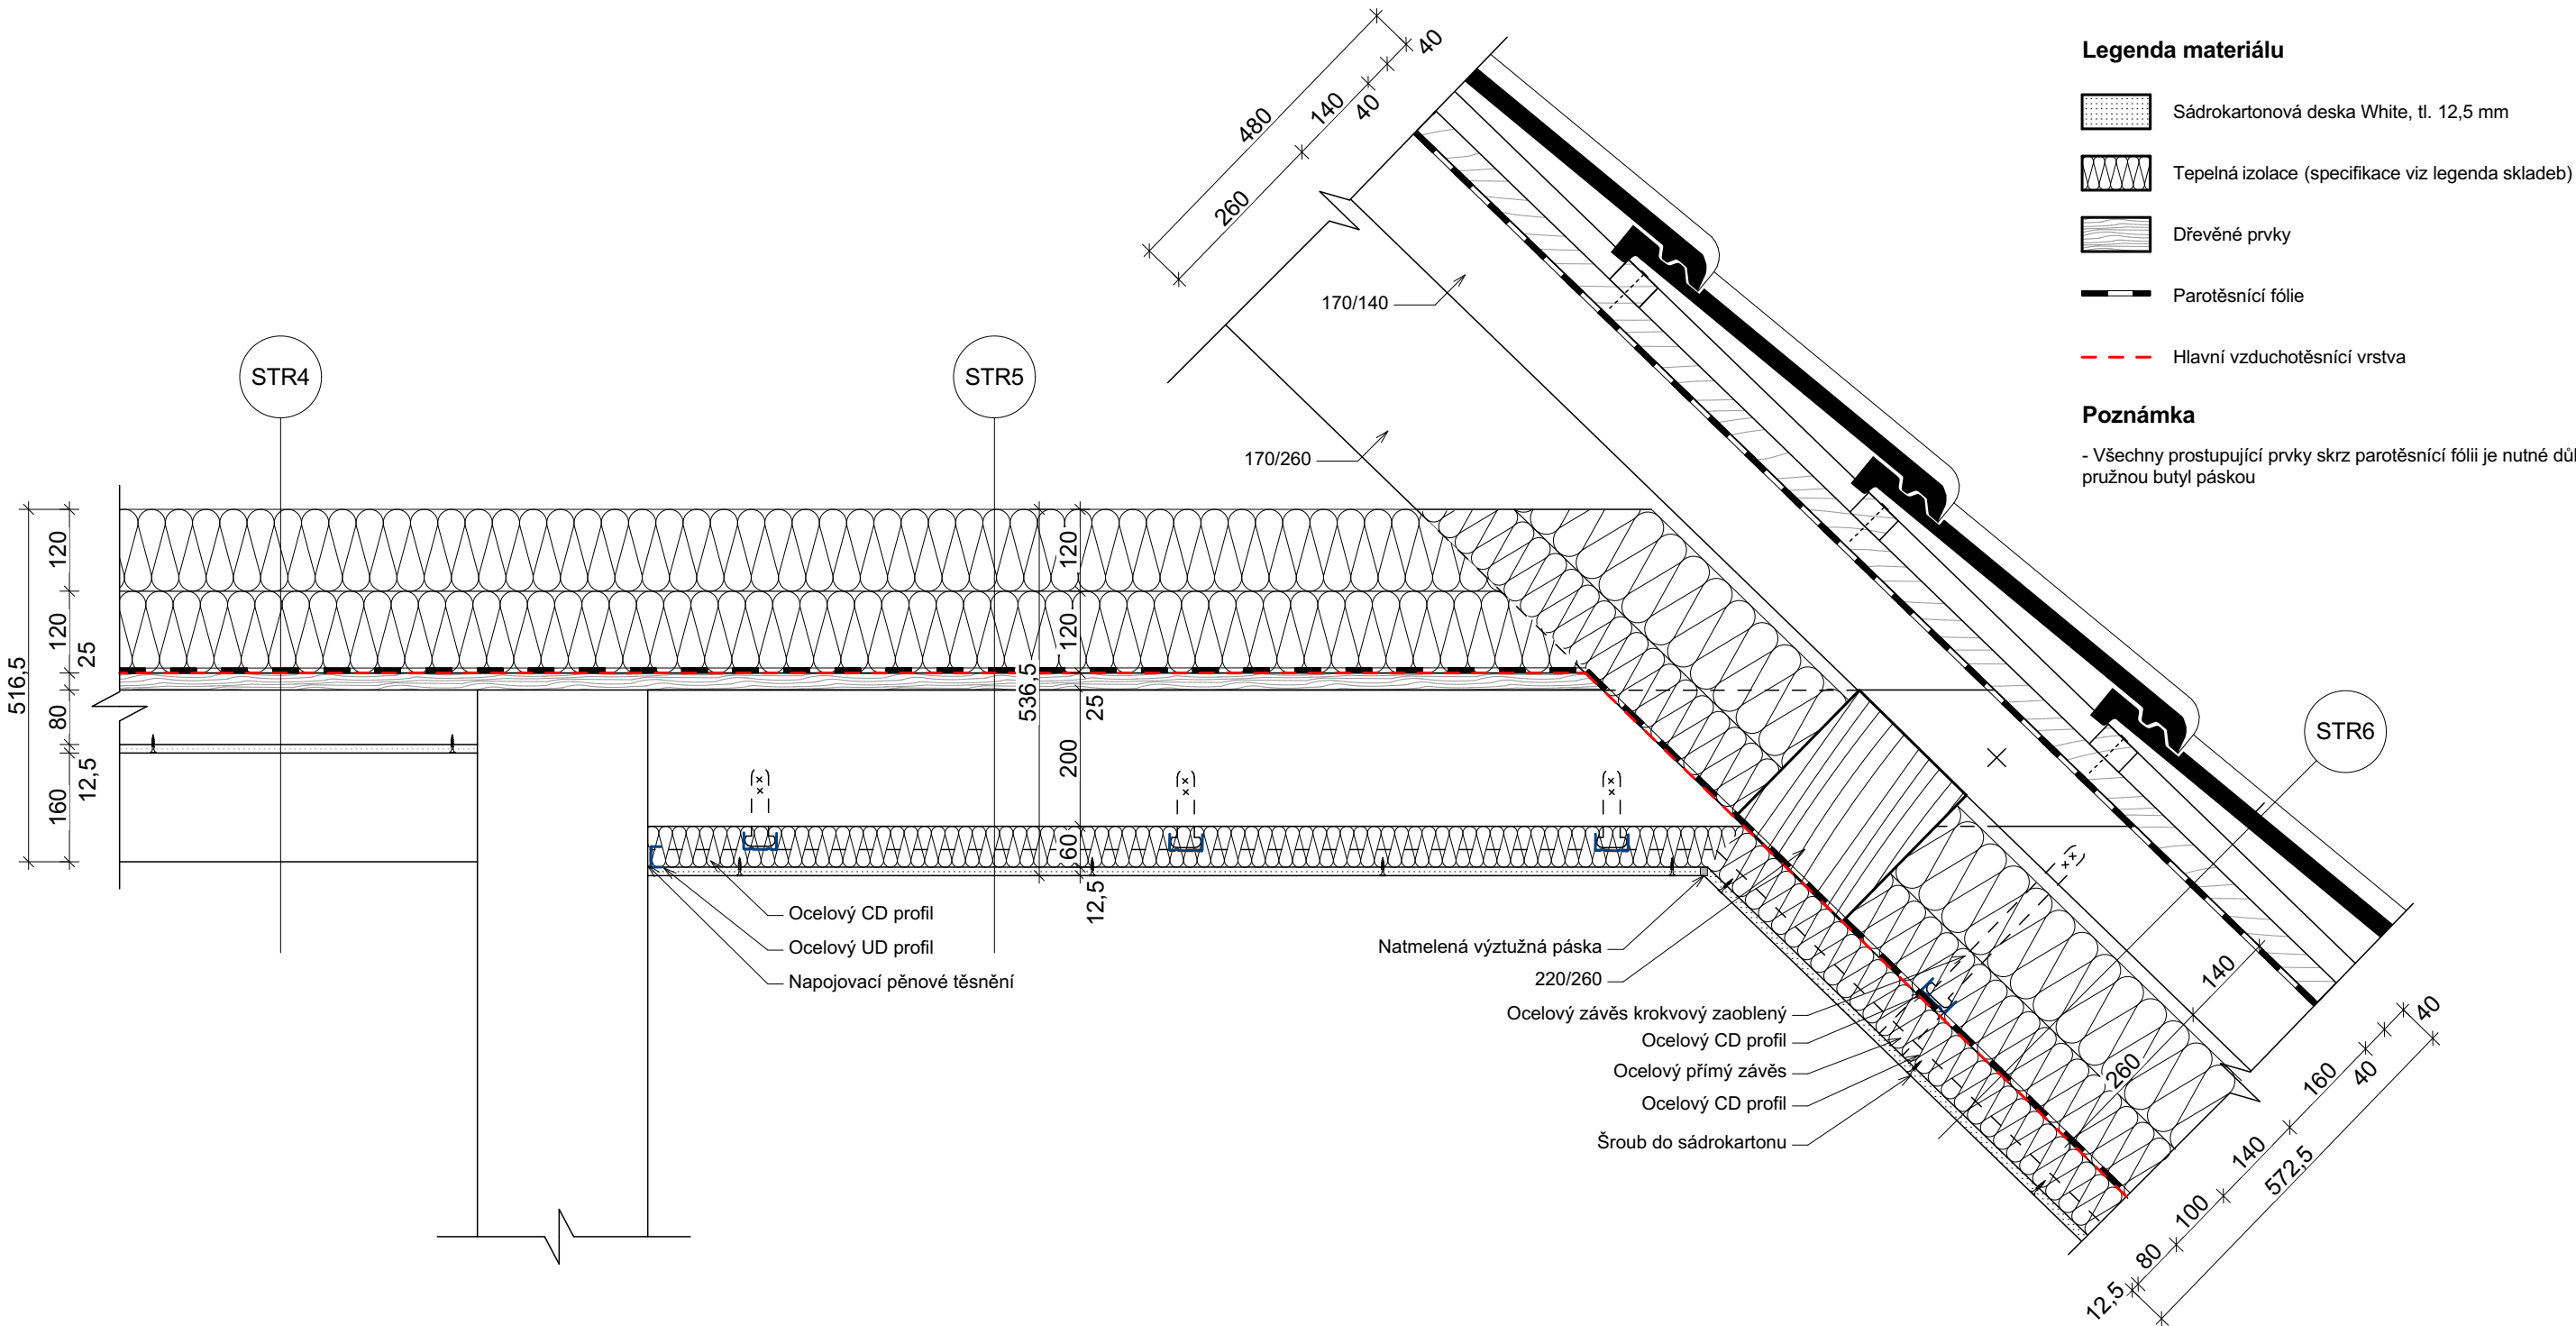 480
40
140
40
260
170/140
170/260
STR4
STR5
STR6
516,5
120
120
25
80
12,5
160
120
120
536,5
25
200
60
12,5
Ocelový CD profil
Ocelový UD profil
Napojovací pěnové těsnění
Natmelená výztužná páska
220/260
Ocelový závěs krokvový zaoblený
Ocelový CD profil
Ocelový přímý závěs
Ocelový CD profil
Šroub do sádrokartonu
140
260
40
160
40
140
572,5
100
80
12,5
Legenda materiálu
Sádrokartonová deska White, tl. 12,5 mm
Tepelná izolace (specifikace viz legenda skladeb)
Dřevěné prvky
Parotěsnící fólie
Hlavní vzduchotěsnící vrstva
Poznámka
- Všechny prostupující prvky skrz parotěsnící fólii je nutné
pružnou butyl páskou